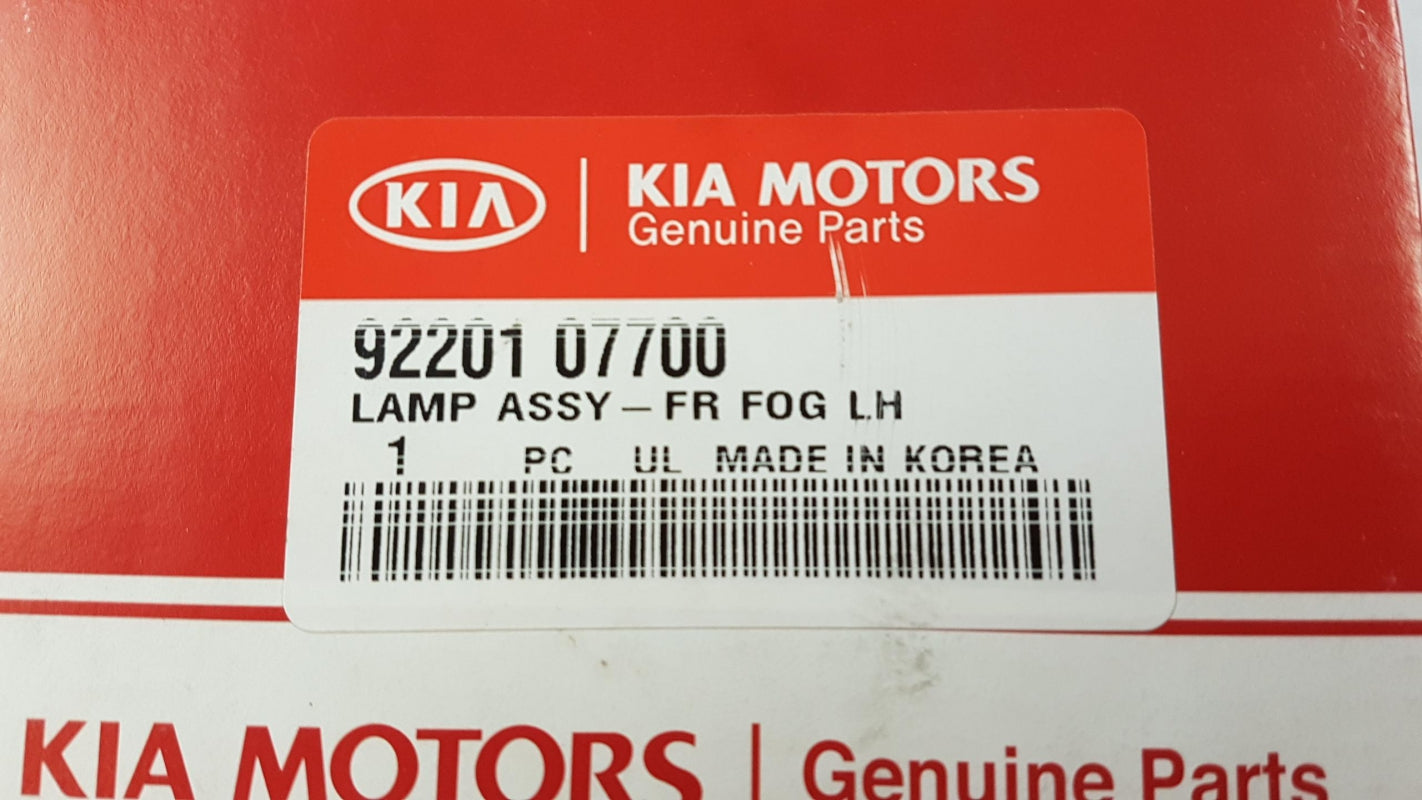 KIA
KIA MOTORS
Genuine Parts
92201 07700
LAMP ASSY - FR FOG LH
1 PC UL MADE IN KOREA
KIA MOTORS | Genuine Parts